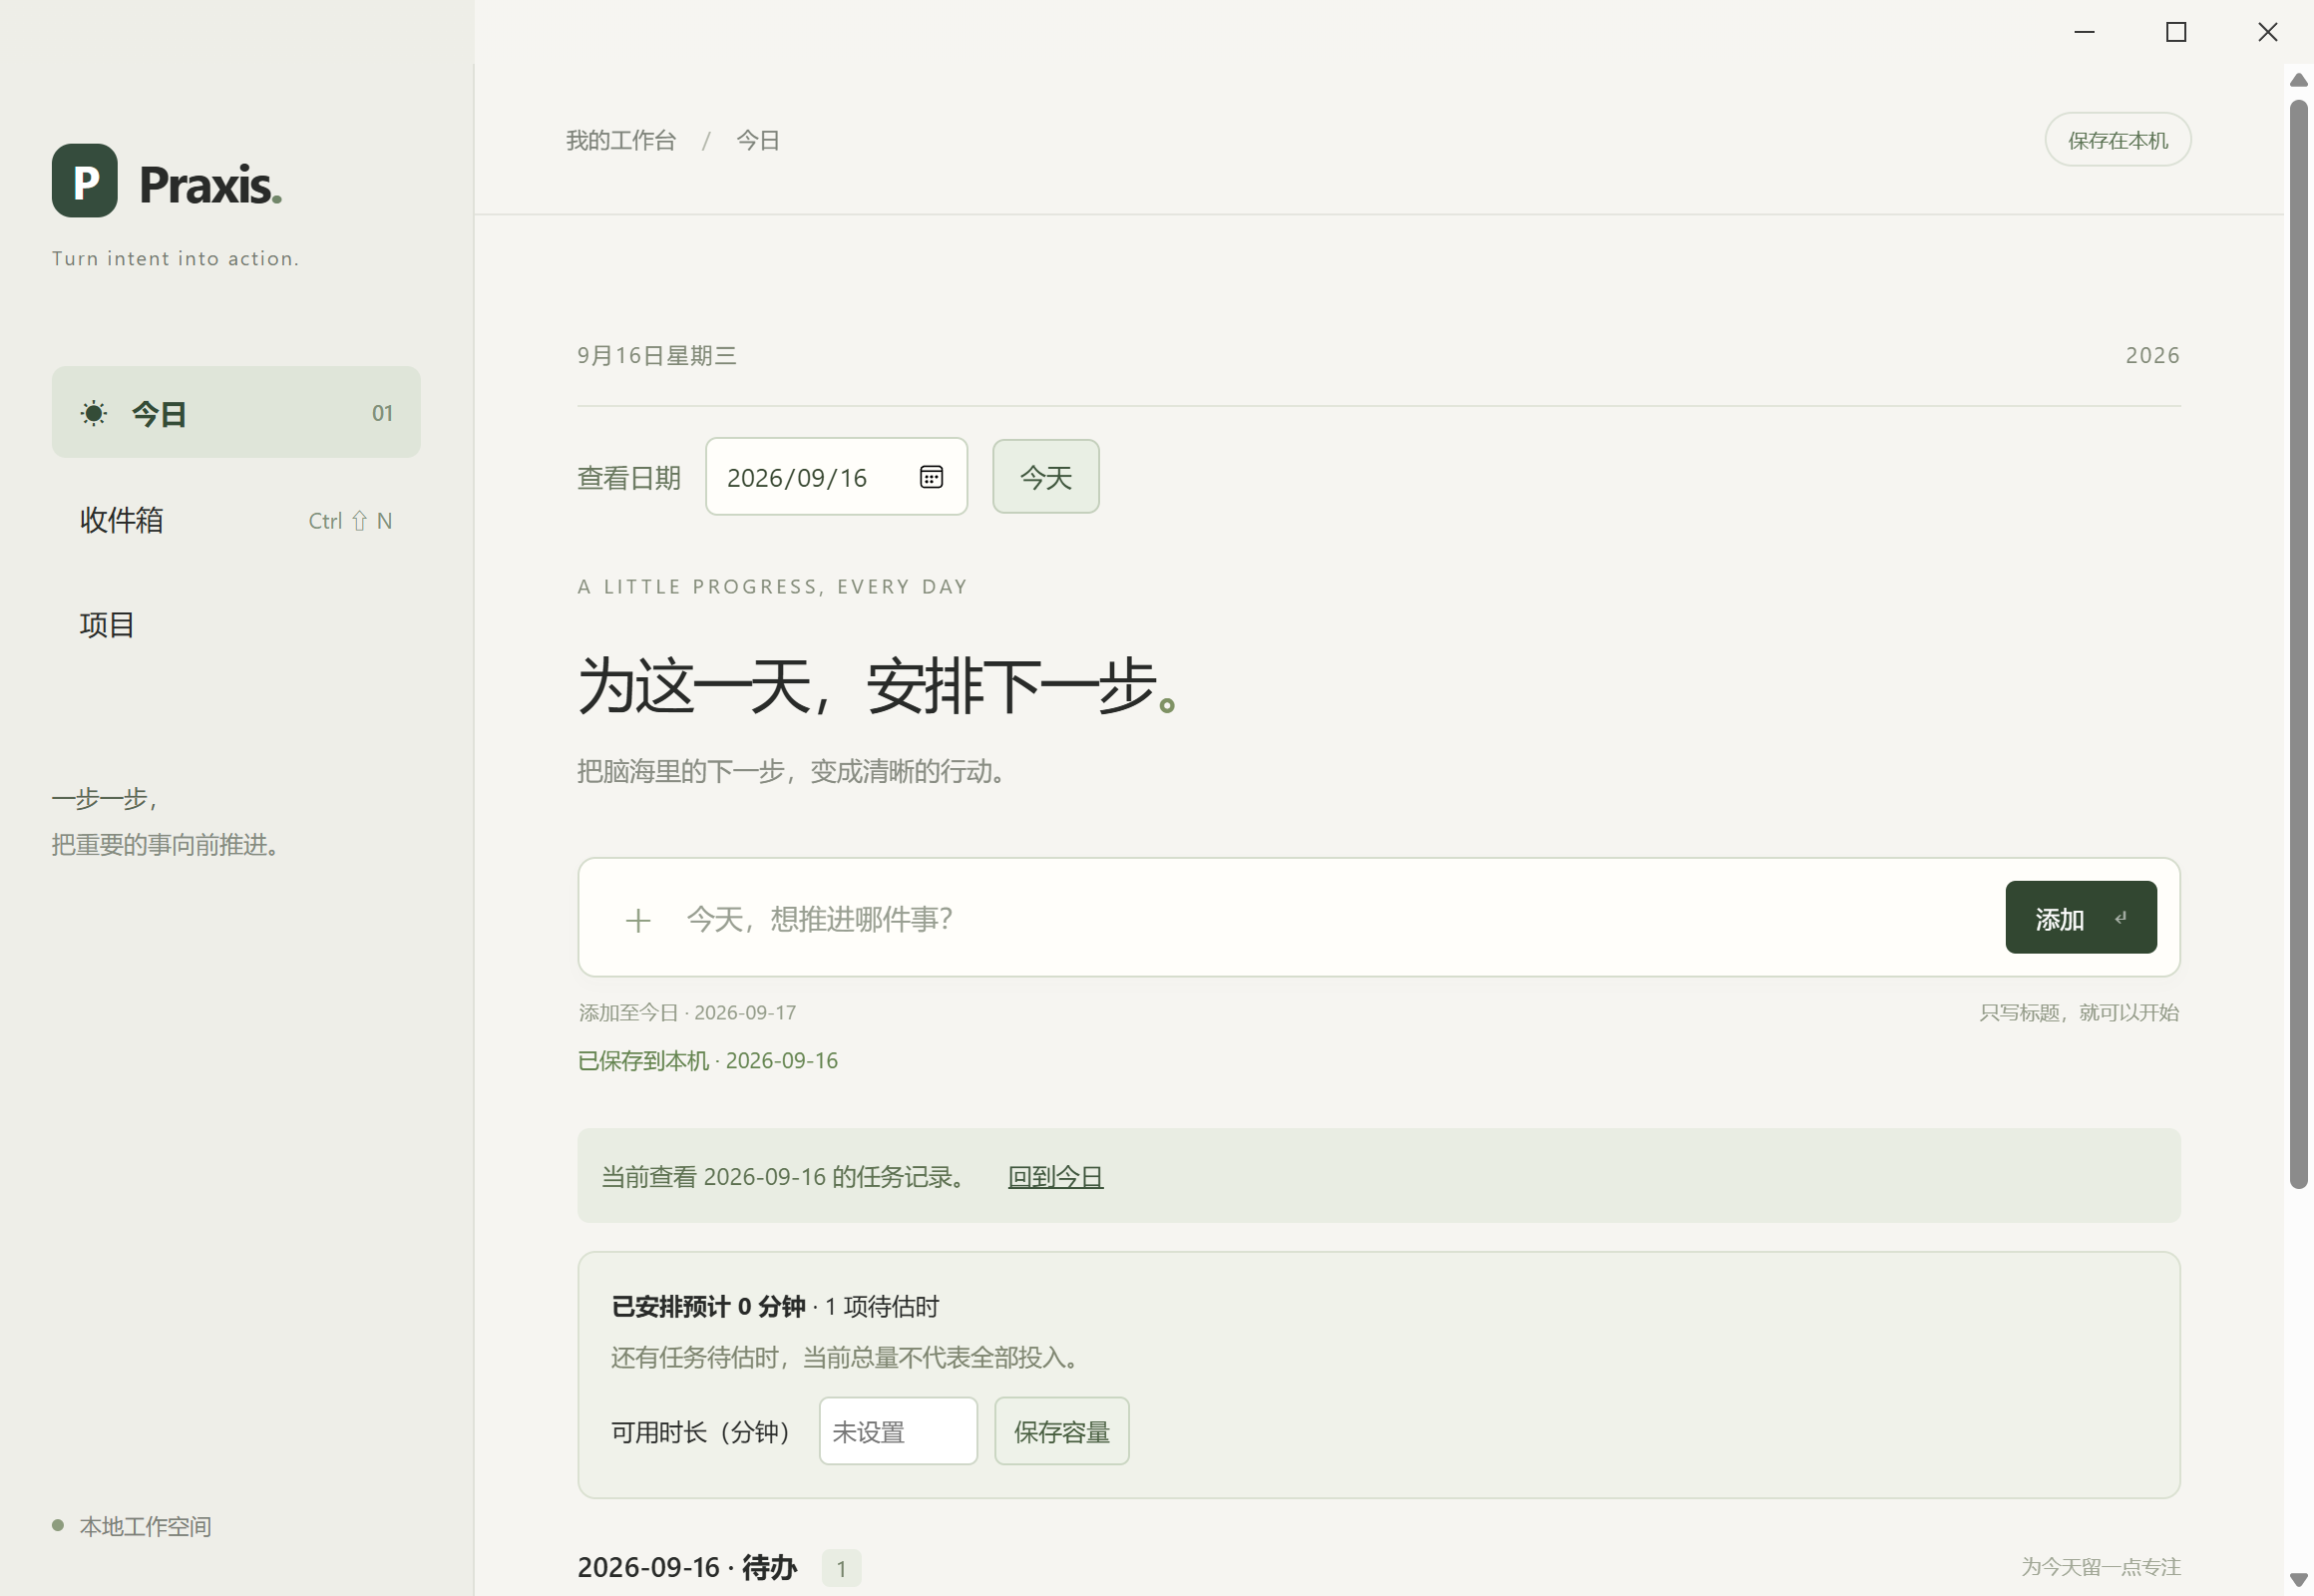 P Praxis.
Turn intent into action.
今日 01
收件箱 Ctrl ⇧ N
项目
一步一步，
把重要的事向前推进。
本地工作空间
我的工作台 / 今日
保存在本机
9月16日星期三
2026
查看日期 2026/09/16 今天
A LITTLE PROGRESS, EVERY DAY
为这一天，安排下一步。
把脑海里的下一步，变成清晰的行动。
今天，想推进哪件事？
添加 ↵
添加至今日 · 2026-09-17
只写标题，就可以开始
已保存到本机 · 2026-09-16
当前查看 2026-09-16 的任务记录。 回到今日
已安排预计 0 分钟 · 1 项待估时
还有任务待估时，当前总量不代表全部投入。
可用时长（分钟） 未设置 保存容量
2026-09-16 · 待办 1
为今天留一点专注